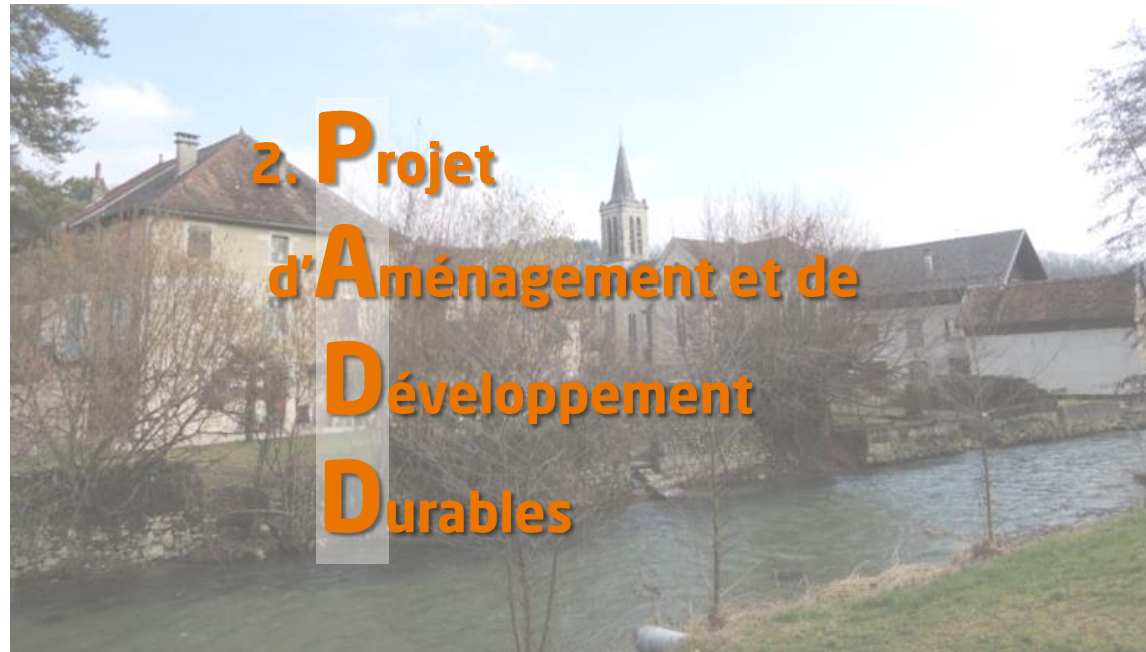 2. Projet
d'Aménagement et de
Développement
Durables